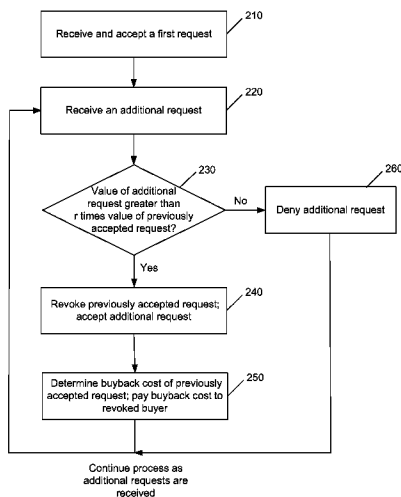 210
Receive and accept a first request
220
Receive an additional request
230
Value of additional
request greater than
r times value of previously
accepted request?
No
260
Deny additional request
Yes
240
Revoke previously accepted request;
accept additional request
250
Determine buyback cost of previously
accepted request; pay buyback cost to
revoked buyer
Continue process as
additional requests are
received